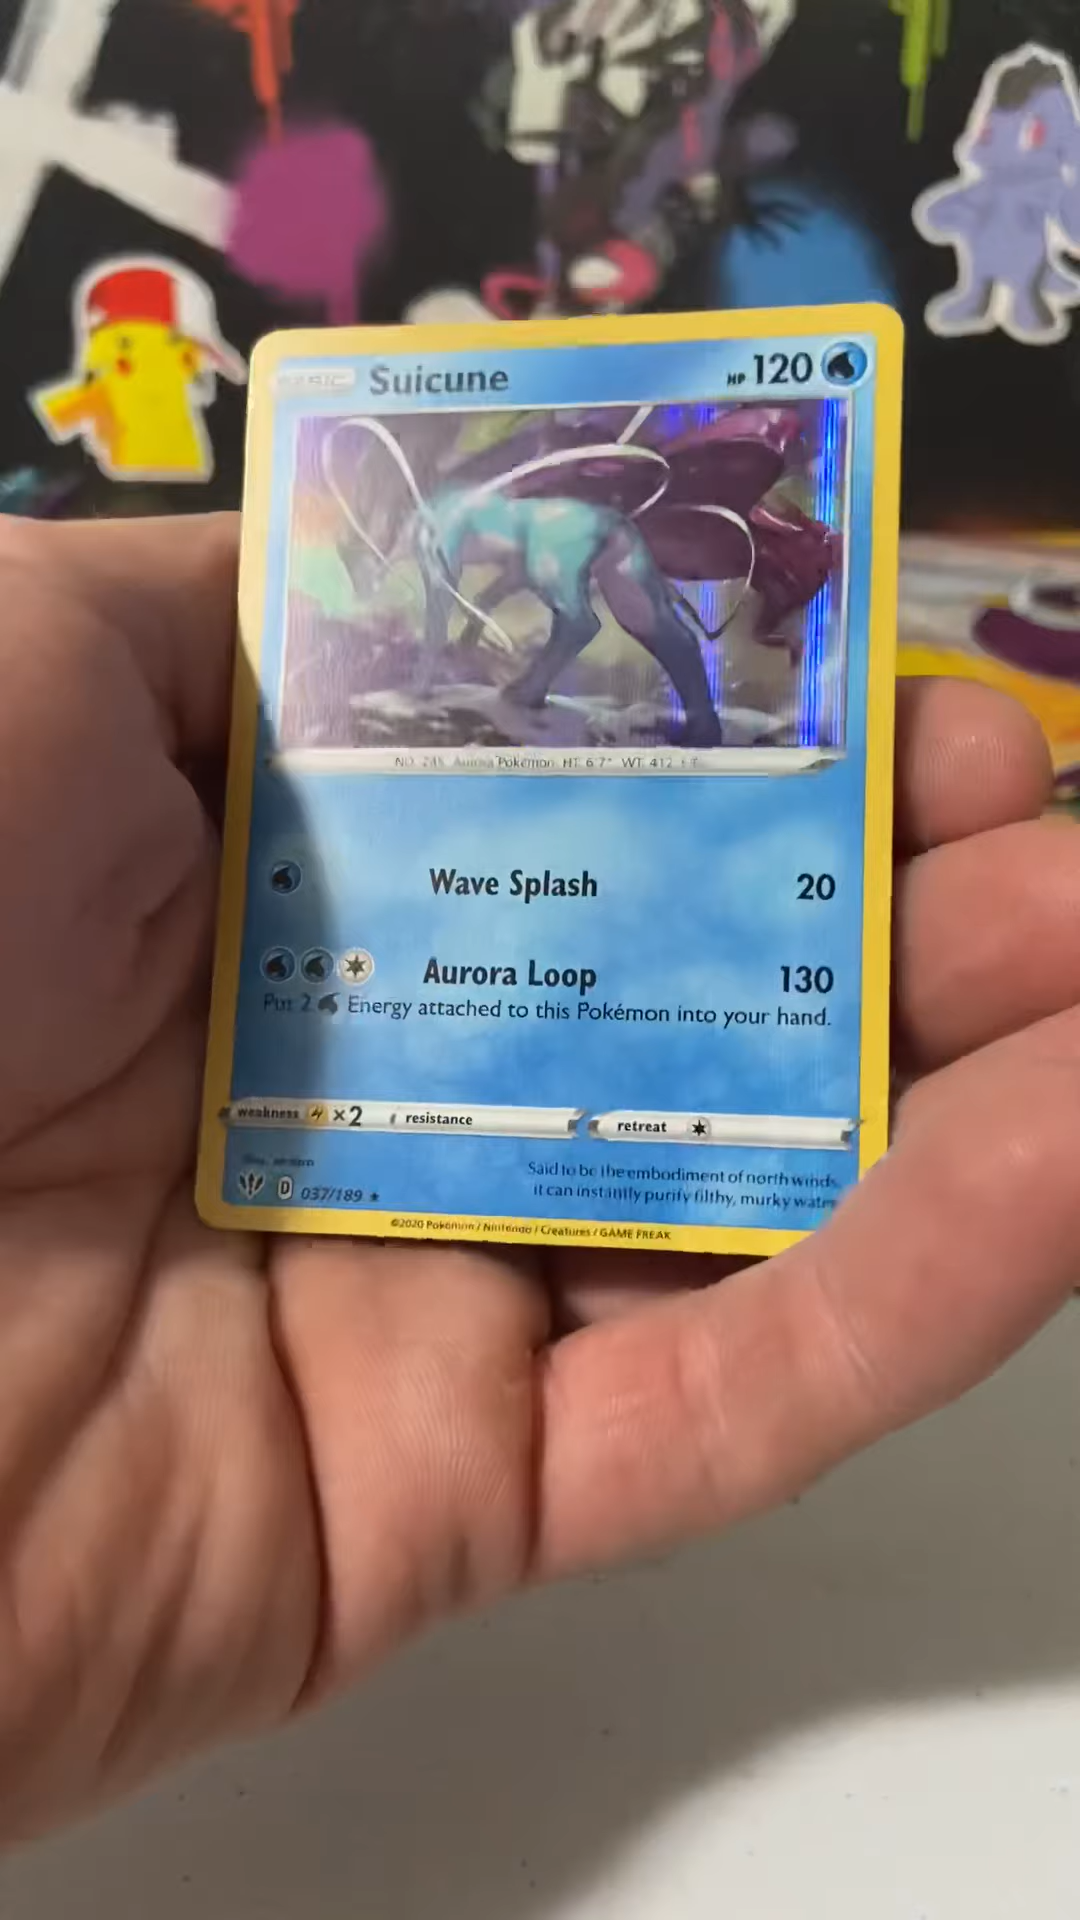 BASIC Suicune HP 120
NO. 245 Aurora Pokémon HT: 6'7" WT: 412.
Wave Splash 20
Aurora Loop 130
Put 2 Energy attached to this Pokémon into your hand.
weakness ×2 resistance retreat
Said to be the embodiment of north winds,
it can instantly purify filthy, murky water
D 037/189
©2020 Pokémon / Nintendo / Creatures / GAME FREAK